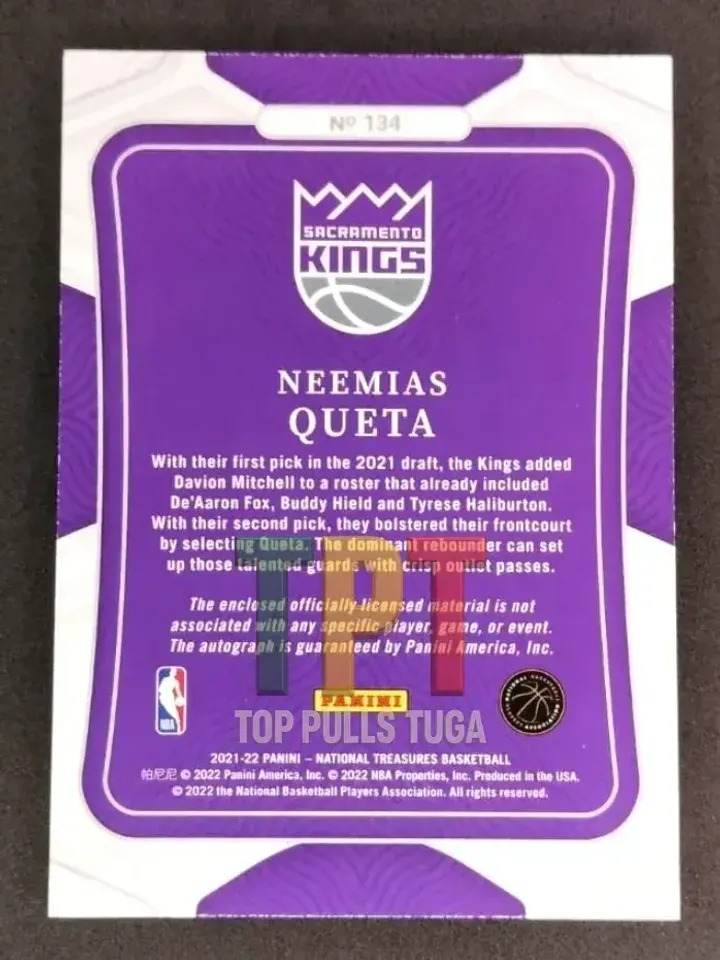 Nº 134
SACRAMENTO
KINGS
NEEMIAS
QUETA
With their first pick in the 2021 draft, the Kings added
Davion Mitchell to a roster that already included
De'Aaron Fox, Buddy Hield and Tyrese Haliburton.
With their second pick, they bolstered their frontcourt
by selecting Queta. The dominant rebounder can set
up those talented guards with crisp outlet passes.
The enclosed officially-licensed material is not
associated with any specific player, game, or event.
The autograph is guaranteed by Panini America, Inc.
TPT
NBA
PANINI
NATIONAL BASKETBALL
PLAYERS ASSOCIATION
TOP PULLS TUGA
2021-22 PANINI – NATIONAL TREASURES BASKETBALL
帕尼尼 © 2022 Panini America, Inc. © 2022 NBA Properties, Inc. Produced in the USA.
© 2022 the National Basketball Players Association. All rights reserved.